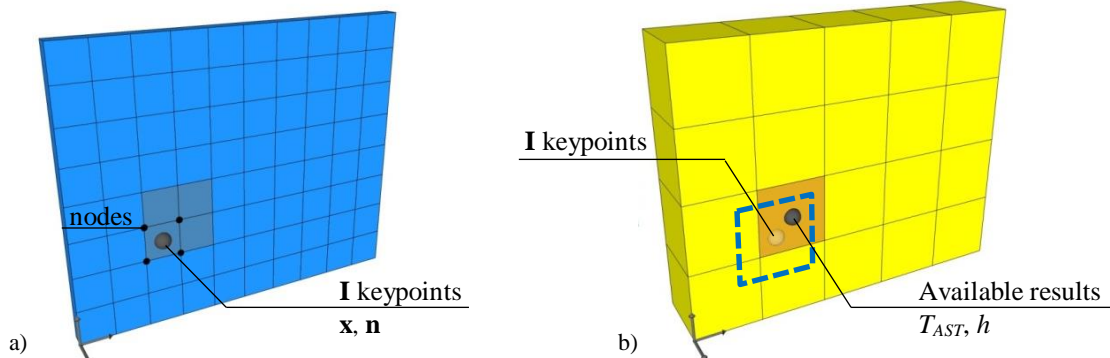 nodes
I keypoints
x, n
a)
I keypoints
Available results
T_AST, h
b)